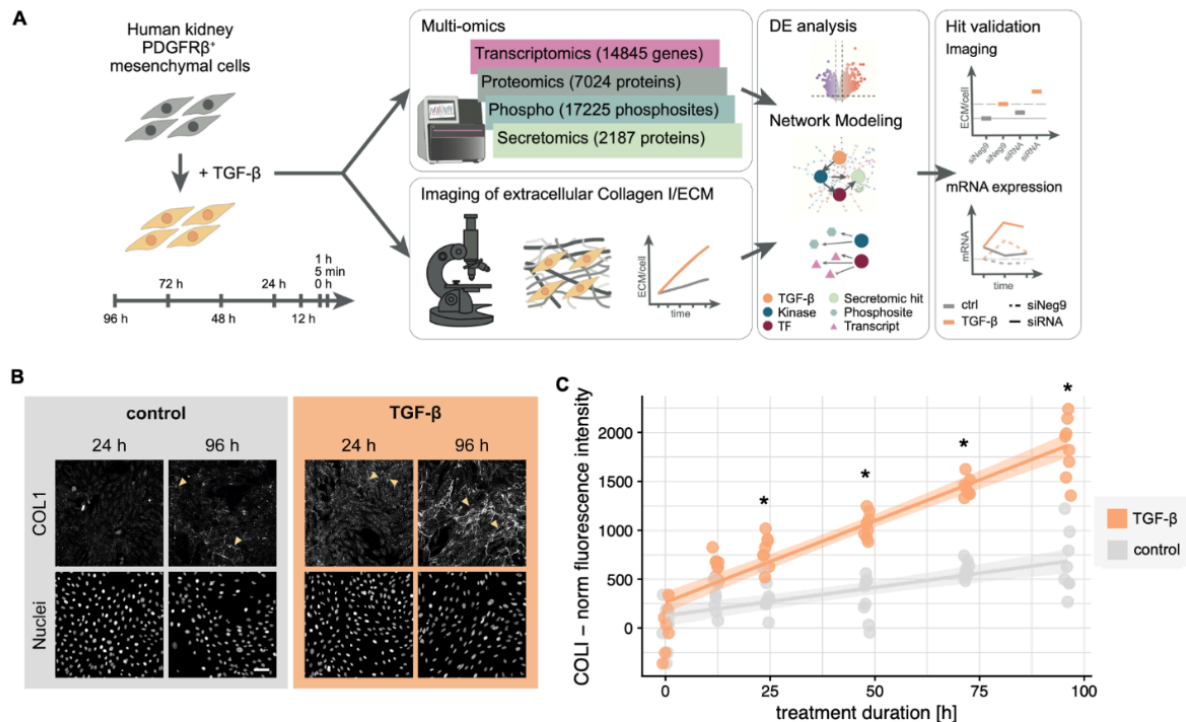 A
Human kidney
PDGFRβ⁺
mesenchymal cells
+ TGF-β
96 h
72 h
48 h
24 h
12 h
1 h
5 min
0 h
Multi-omics
Transcriptomics (14845 genes)
Proteomics (7024 proteins)
Phospho (17225 phosphosites)
Secretomics (2187 proteins)
Imaging of extracellular Collagen I/ECM
ECM/cell
time
DE analysis
Network Modeling
TGF-β
Kinase
TF
Secretomic hit
Phosphosite
Transcript
Hit validation
Imaging
ECM/cell
siNeg9
siNeg9
siRNA
siRNA
mRNA expression
mRNA
time
ctrl
TGF-β
siNeg9
siRNA
B
control
TGF-β
24 h
96 h
24 h
96 h
COL1
Nuclei
C
COLI – norm fluorescence intensity
2000
1500
1000
500
0
* * * * *
0
25
50
75
100
treatment duration [h]
TGF-β
control